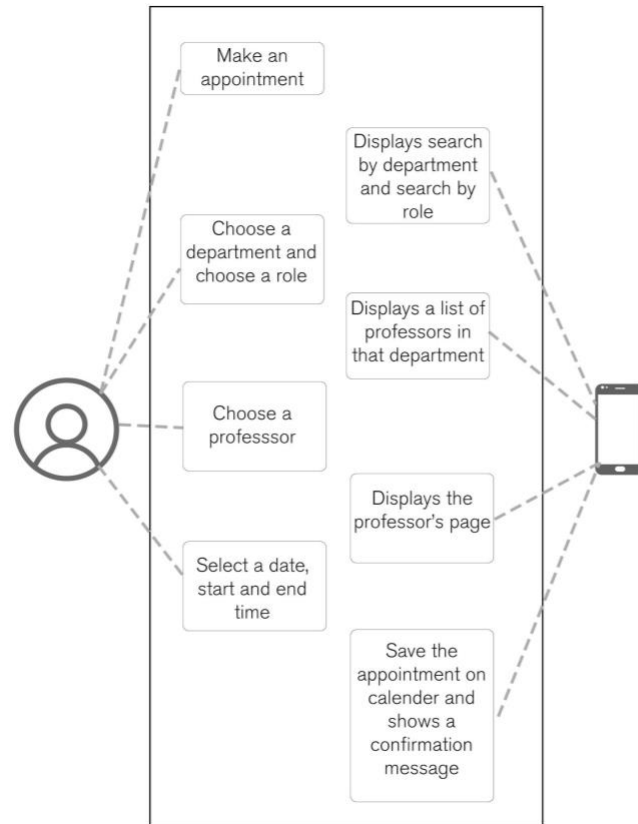 Make an
appointment
Displays search
by department
and search by
role
Choose a
department and
choose a role
Displays a list of
professors in
that department
Choose a
professsor
Displays the
professor's page
Select a date,
start and end
time
Save the
appointment on
calender and
shows a
confirmation
message